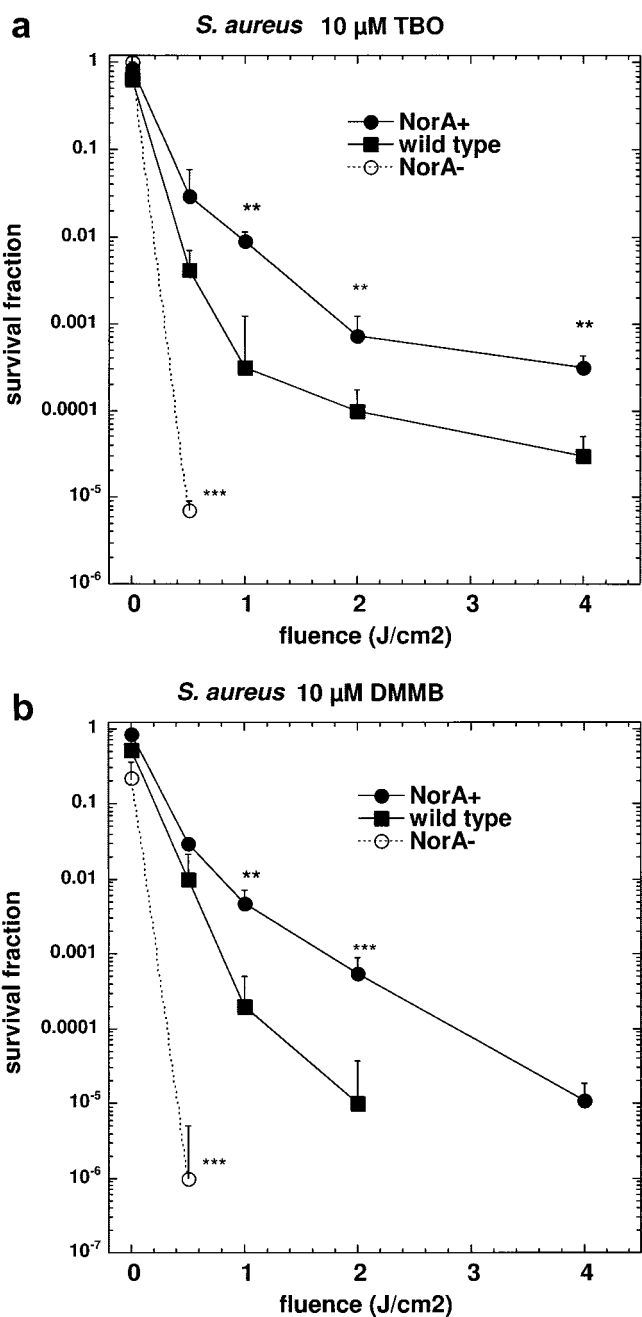 a
S. aureus 10 µM TBO
1
0.1
0.01
0.001
0.0001
10-5
10-6
survival fraction
NorA+
wild type
NorA-
**
**
**
***
0 1 2 3 4
fluence (J/cm2)
b
S. aureus 10 µM DMMB
1
0.1
0.01
0.001
0.0001
10-5
10-6
10-7
survival fraction
NorA+
wild type
NorA-
**
***
***
0 1 2 3 4
fluence (J/cm2)